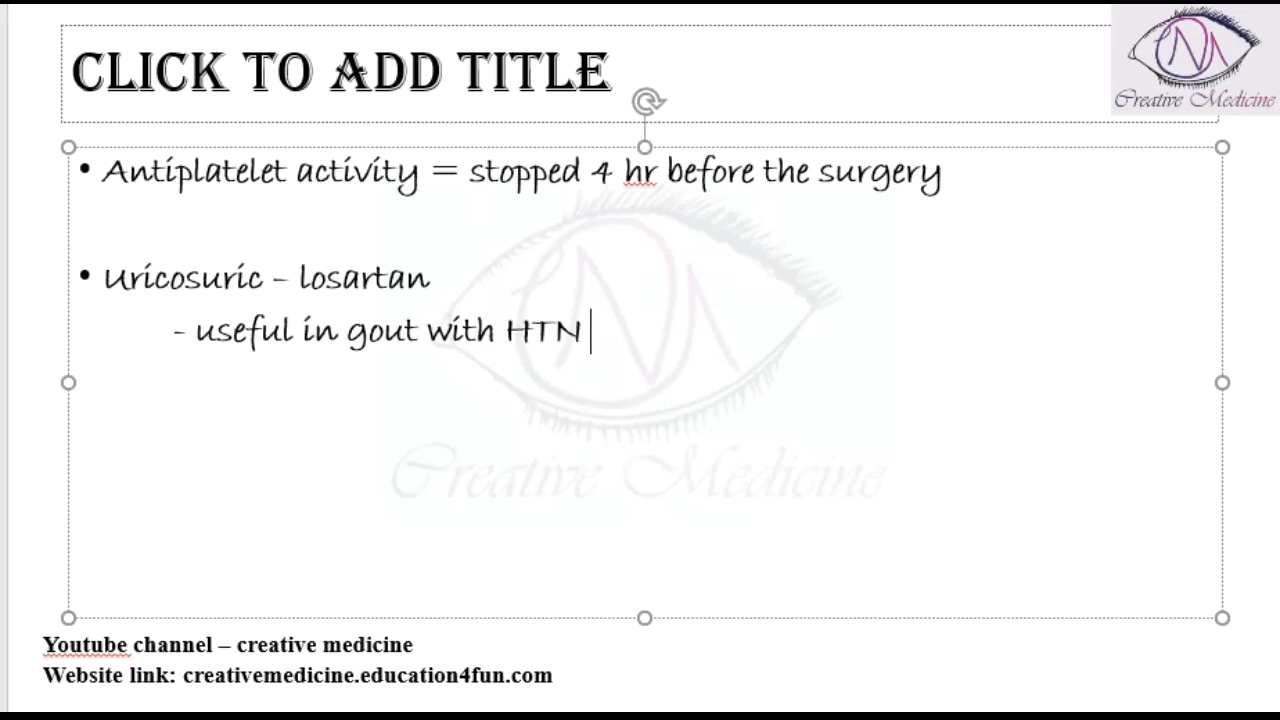 CLICK TO ADD TITLE
Creative Medicine
• Antiplatelet activity = stopped 4 hr before the surgery
• Uricosuric – losartan
- useful in gout with HTN
Creative Medicine
Youtube channel – creative medicine
Website link: creativemedicine.education4fun.com